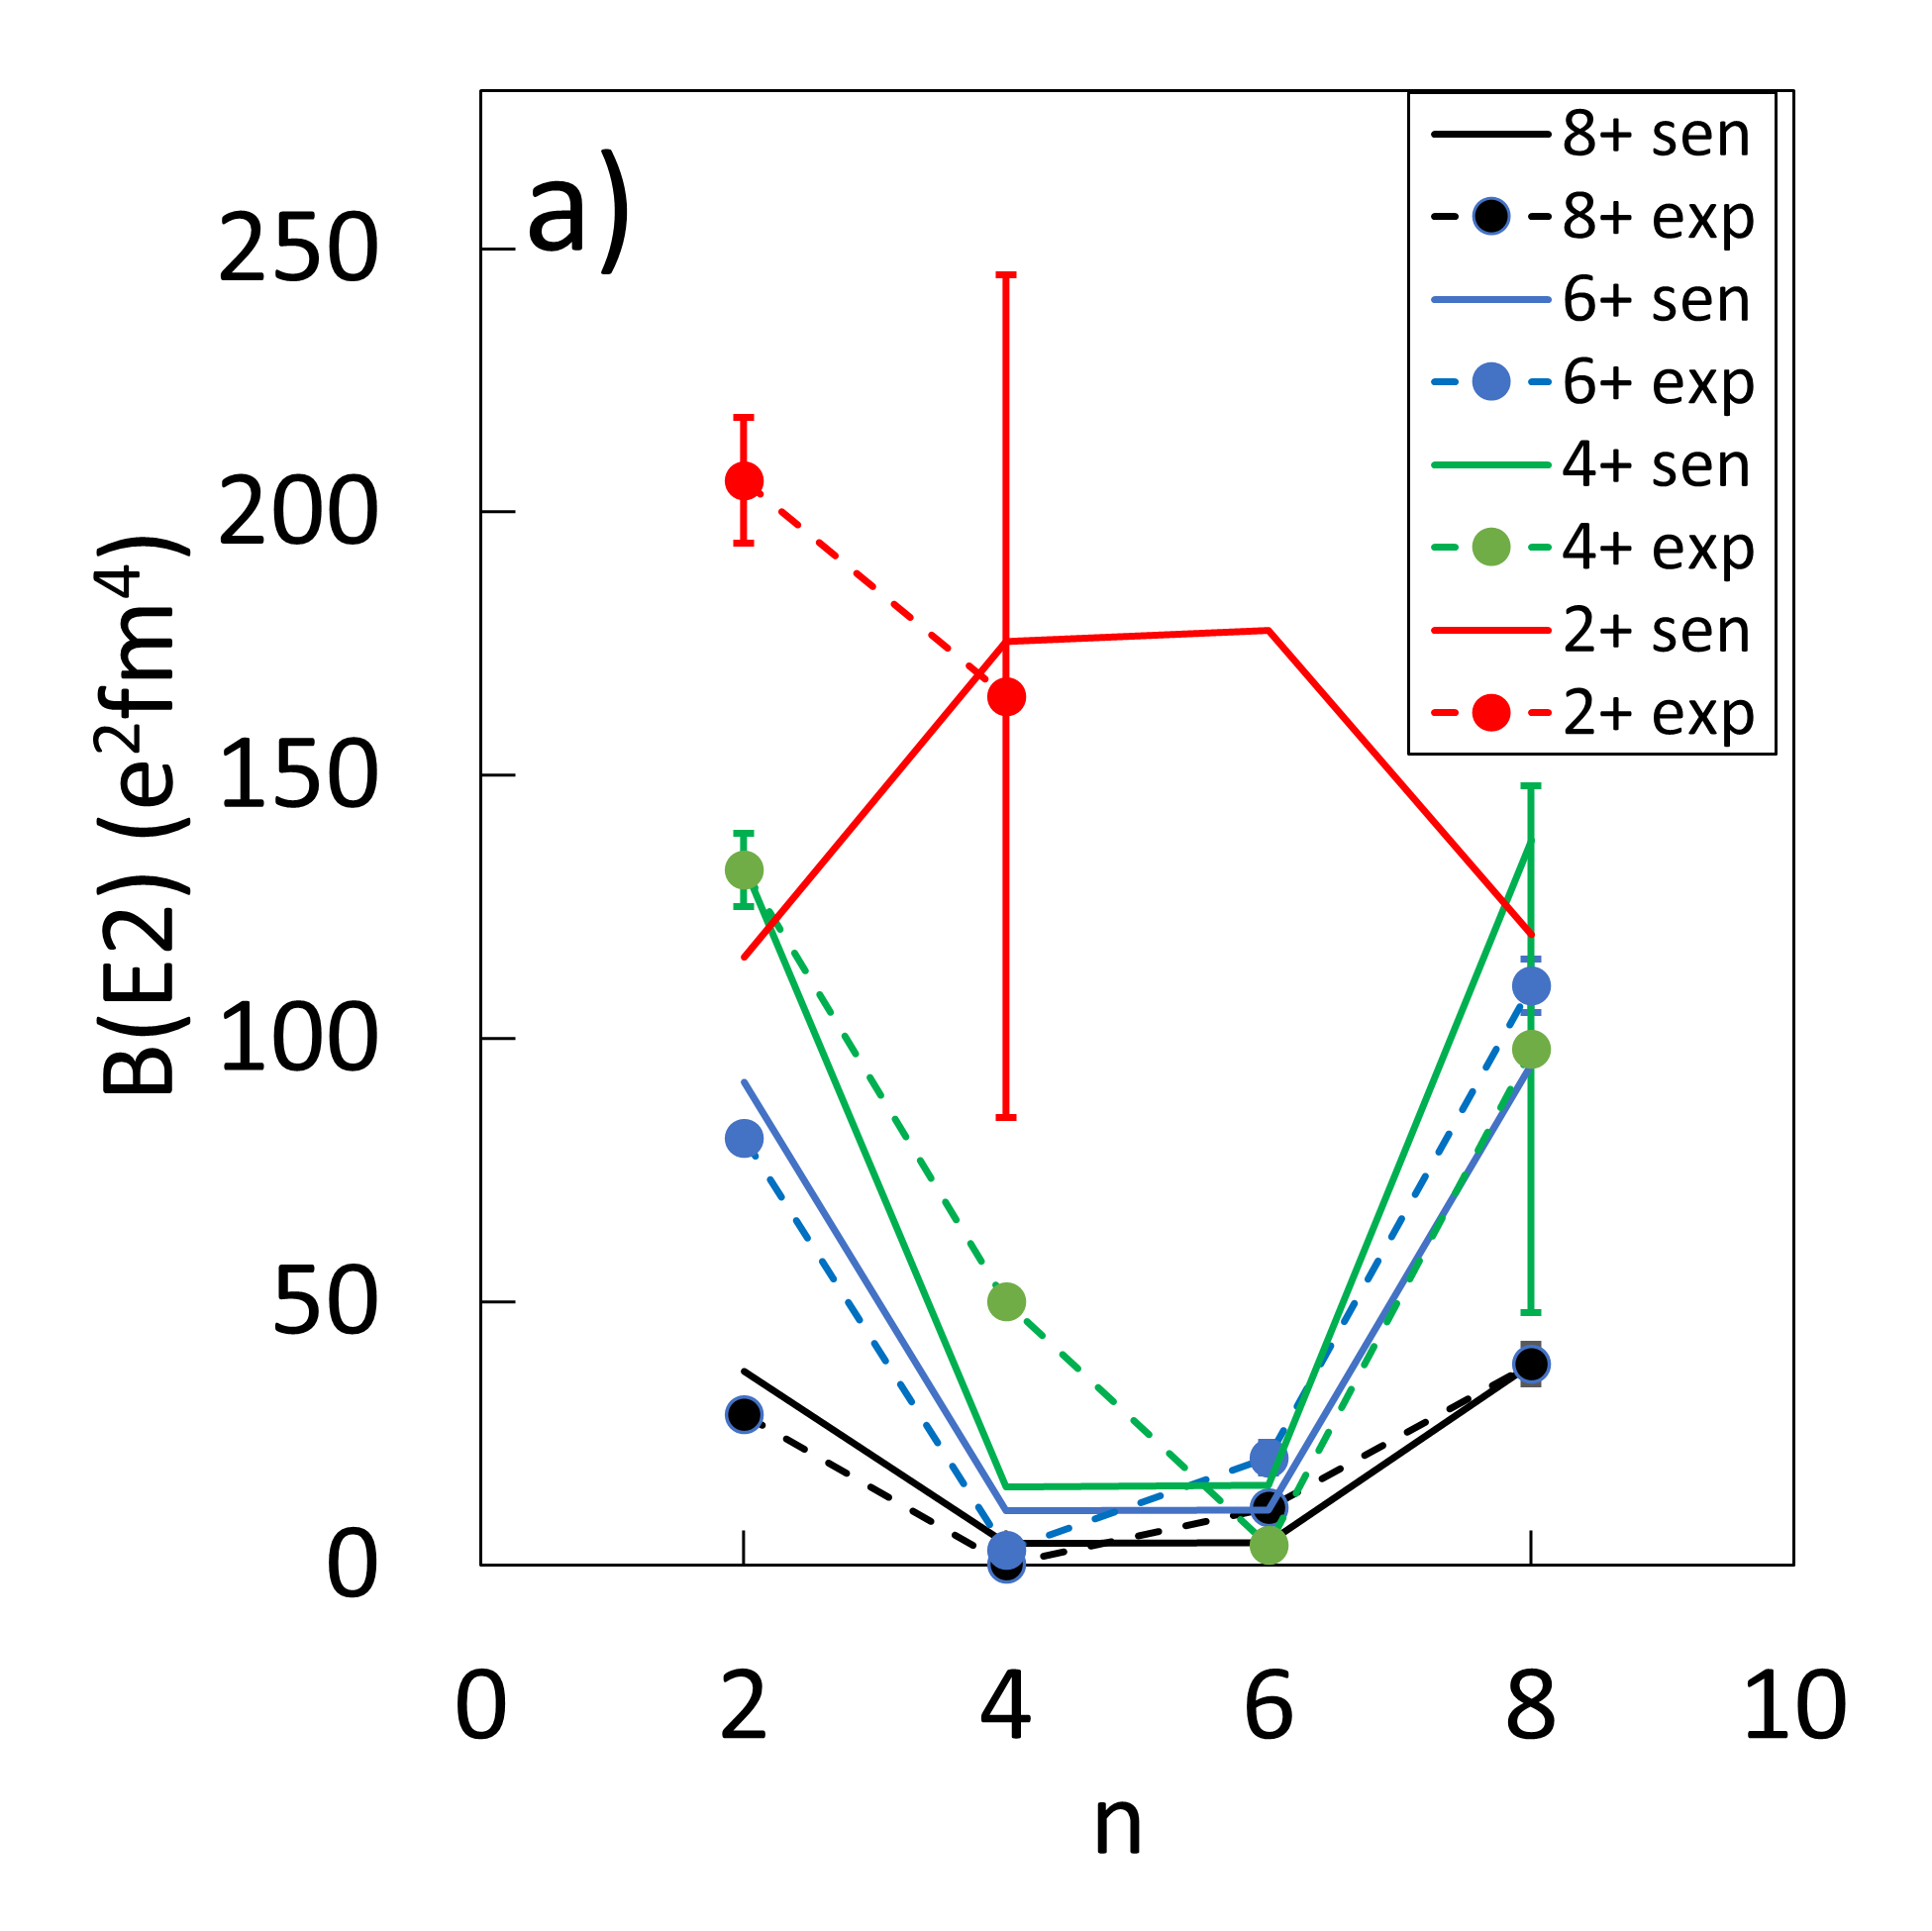 a)
8+ sen
8+ exp
6+ sen
6+ exp
4+ sen
4+ exp
2+ sen
2+ exp
B(E2) (e²fm⁴)
250
200
150
100
50
0
0 2 4 6 8 10
n